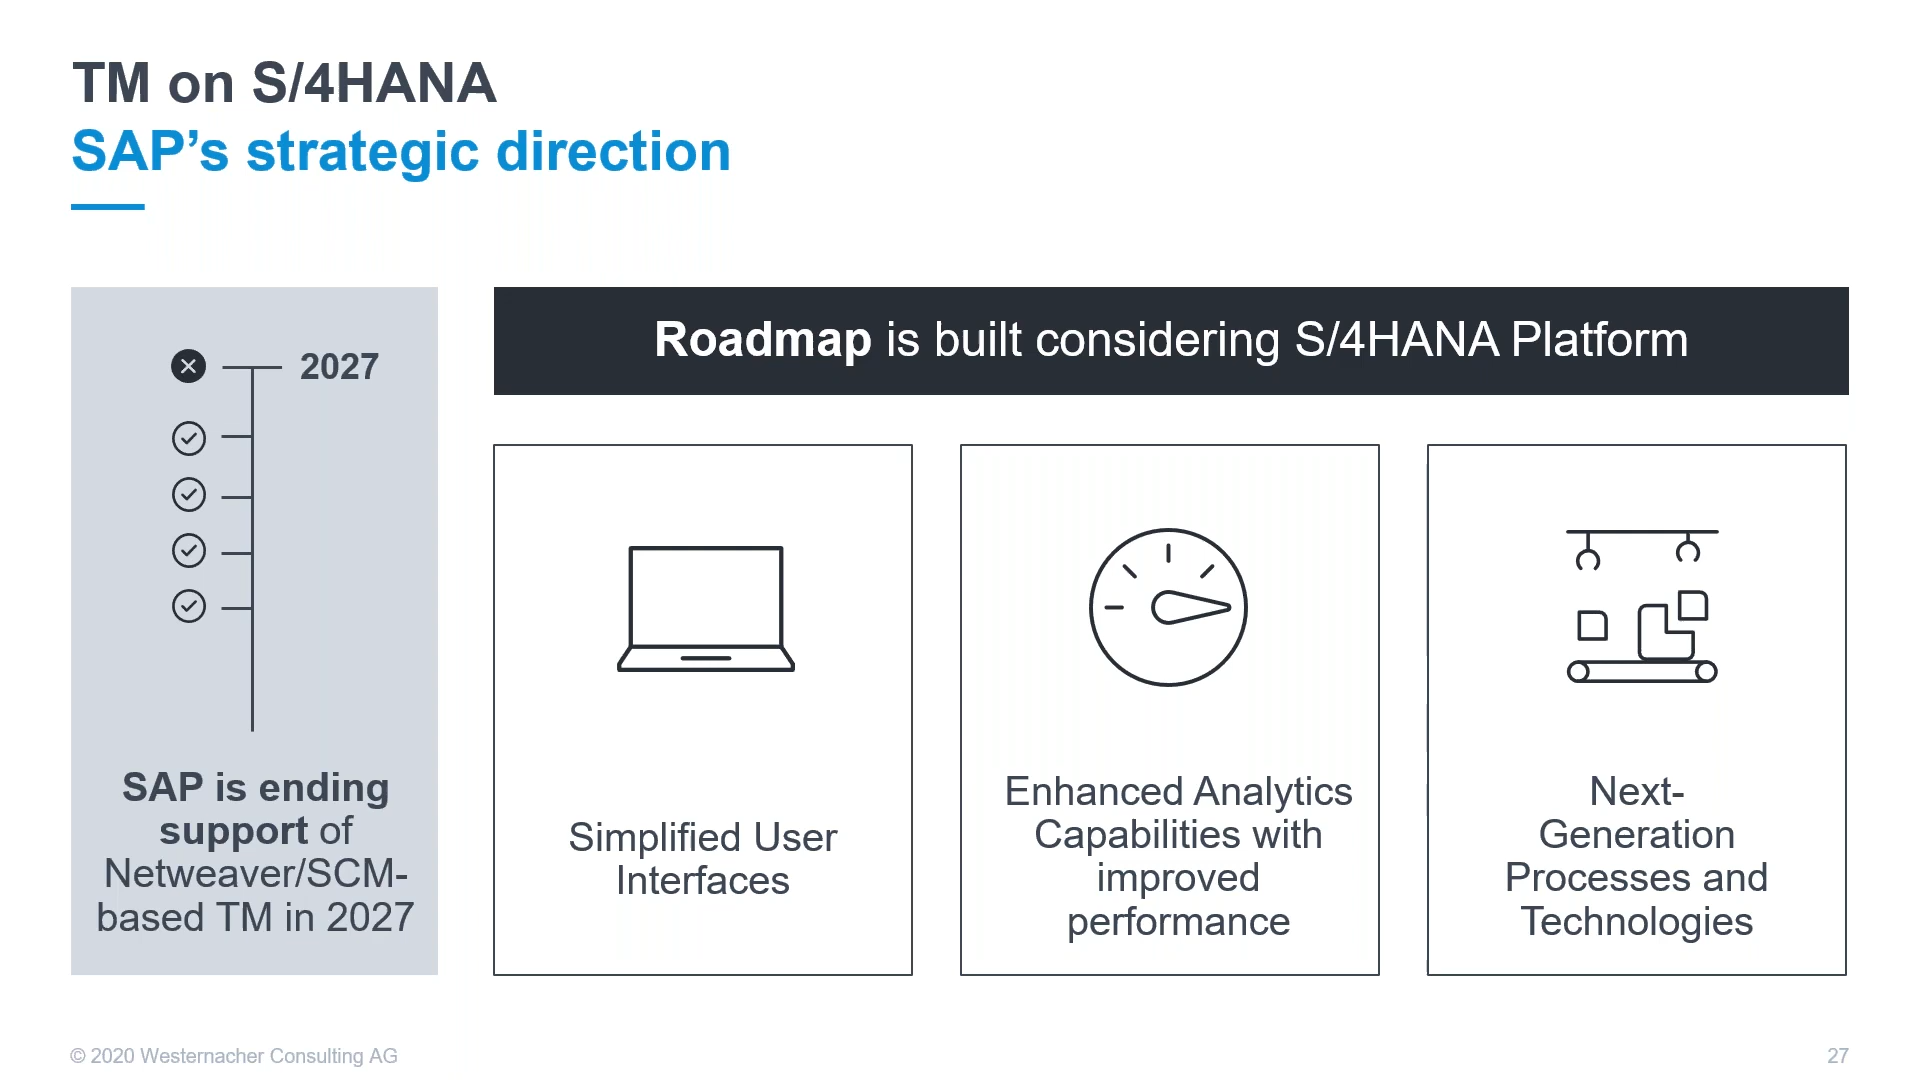 TM on S/4HANA
SAP’s strategic direction
2027
SAP is ending
support of
Netweaver/SCM-
based TM in 2027
Roadmap is built considering S/4HANA Platform
Simplified User
Interfaces
Enhanced Analytics
Capabilities with
improved
performance
Next-
Generation
Processes and
Technologies
© 2020 Westernacher Consulting AG
27